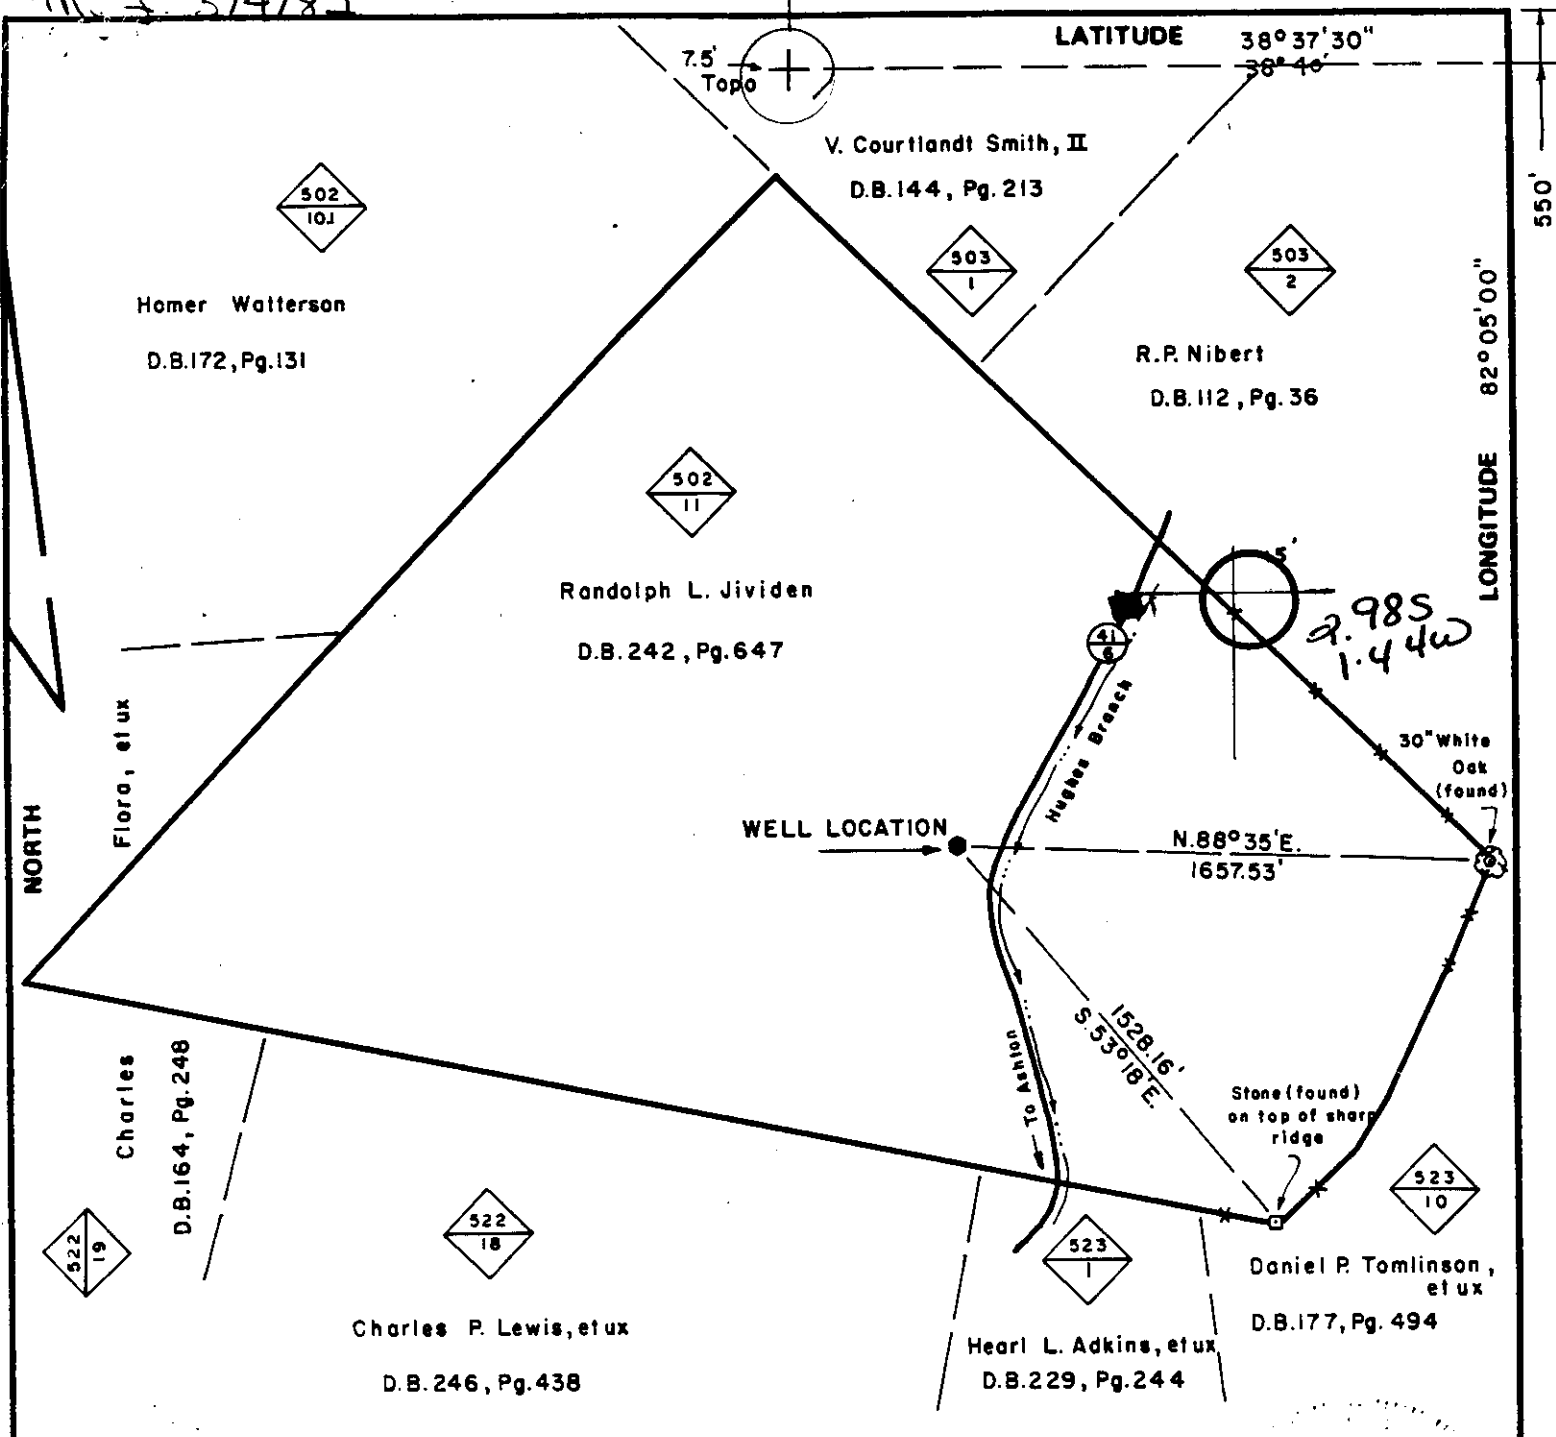 LATITUDE 38°37'30"
38°40'
7.5'
Topo
550'
V. Courtlandt Smith, II
D.B.144, Pg. 213
502
101
503
1
503
2
Homer Watterson
D.B.172, Pg.131
R.P. Nibert
D.B.112, Pg. 36
LONGITUDE 82°05'00"
502
11
Randolph L. Jividen
D.B.242, Pg.647
5'
2.98S
1.44W
41
6
Hughes Branch
30" White
Oak
(found)
NORTH
Flora, et ux
WELL LOCATION
N.88°35'E.
1657.53'
1528.16'
S.53°18'E.
To Ashton
Stone (found)
on top of sharp
ridge
Charles
D.B.164, Pg.248
522
19
522
18
523
1
523
10
Daniel P. Tomlinson,
et ux
D.B.177, Pg. 494
Charles P. Lewis, et ux
D.B.246, Pg.438
Hearl L. Adkins, et ux
D.B.229, Pg.244